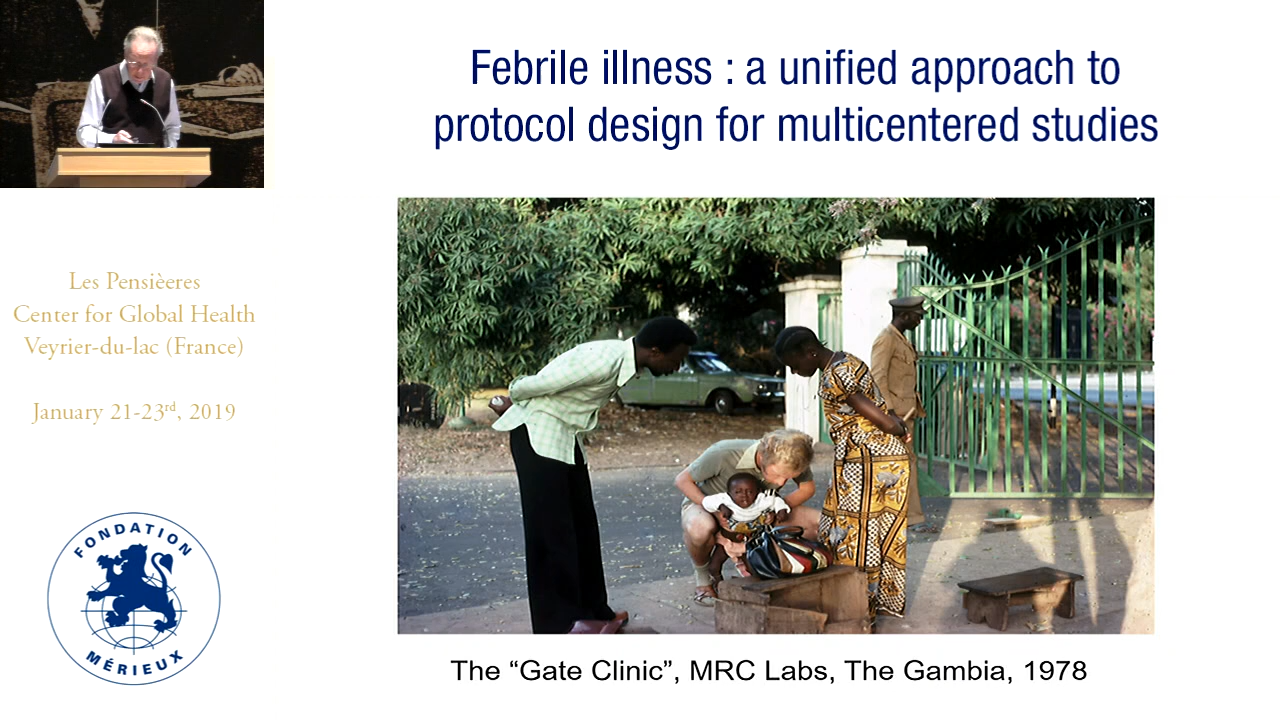 Febrile illness : a unified approach to
protocol design for multicentered studies
Les Pensièeres
Center for Global Health
Veyrier-du-lac (France)
January 21-23rd, 2019
FONDATION
MÉRIEUX
The “Gate Clinic”, MRC Labs, The Gambia, 1978